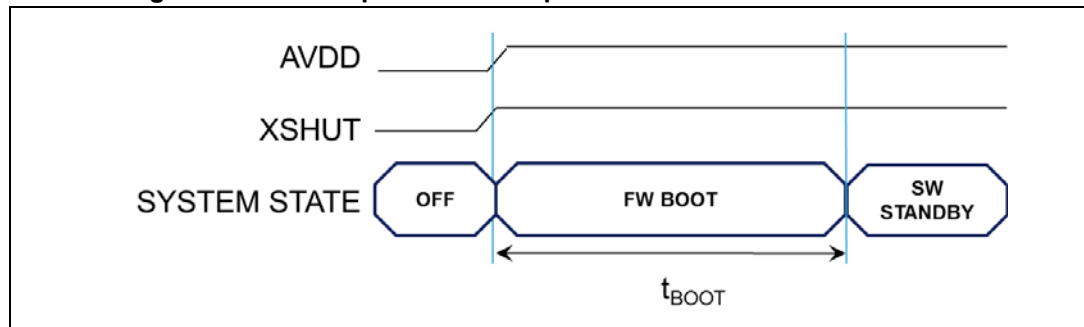 AVDD
XSHUT
SYSTEM STATE
OFF
FW BOOT
SW
STANDBY
tBOOT